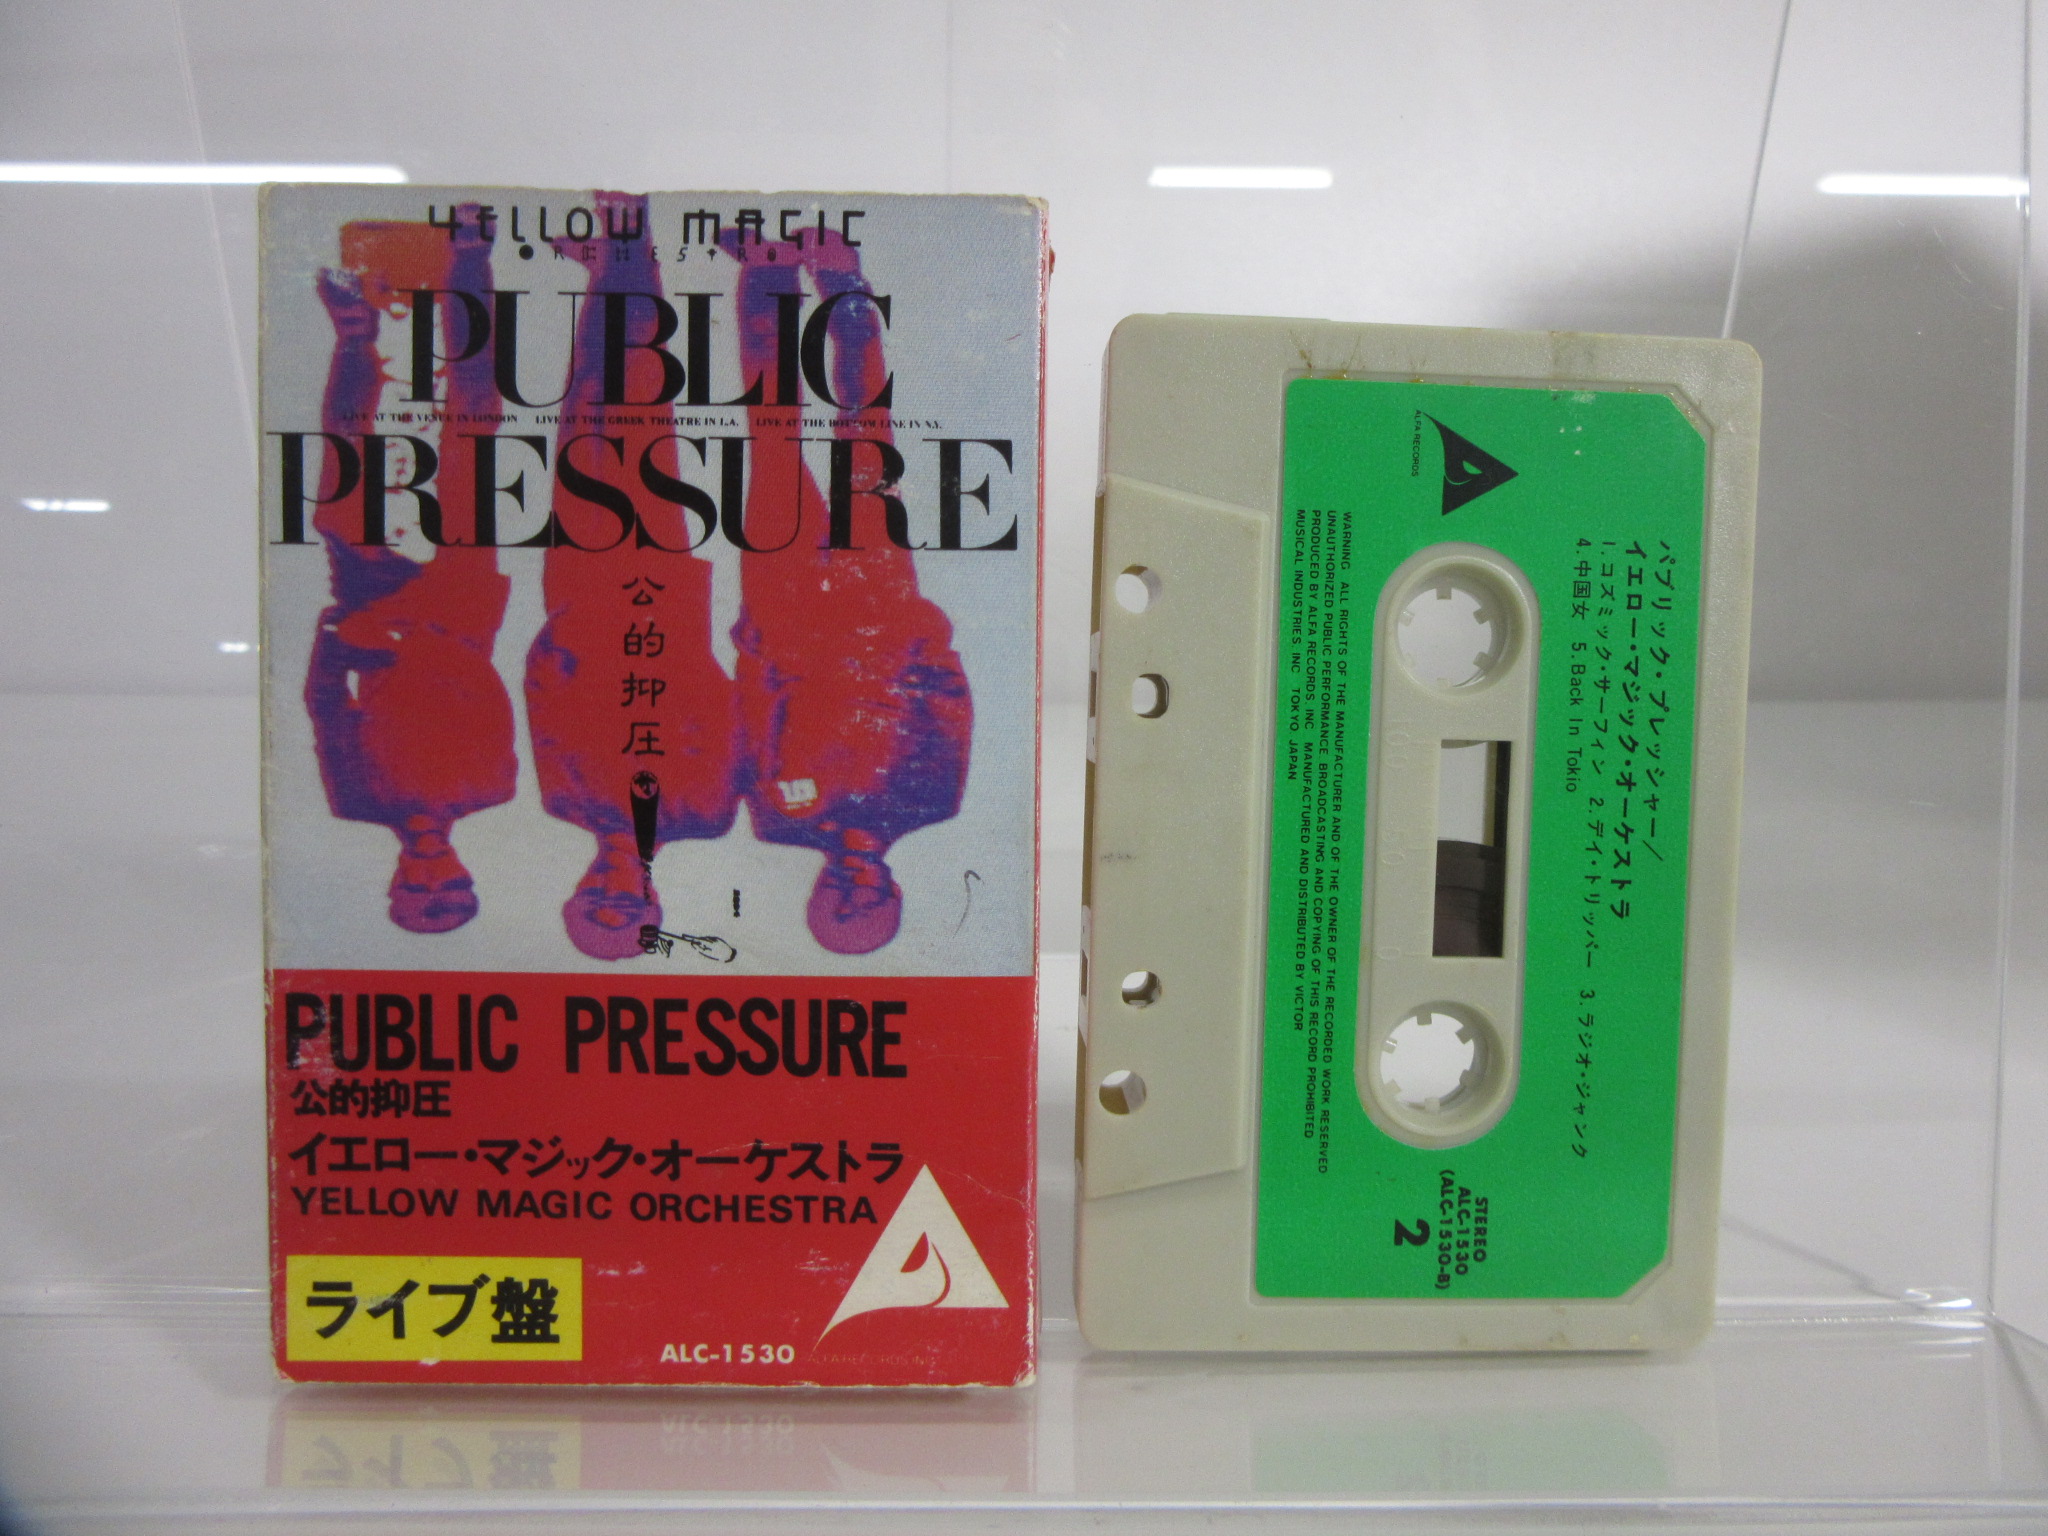 YELLOW MAGIC
ORCHESTRA
PUBLIC
LIVE AT THE VENUE IN LONDON LIVE AT THE GREEK THEATRE IN L.A. LIVE AT THE BOTTOM LINE IN N.Y.
PRESSURE
公的抑圧
PUBLIC PRESSURE
公的抑圧
イエロー・マジック・オーケストラ
YELLOW MAGIC ORCHESTRA
ライブ盤
ALC-1530
ALFA RECORDS INC
ALFA RECORDS
パブリック・プレッシャー/
イエロー・マジック・オーケストラ
1.コズミック・サーフィン 2.デイ・トリッパー 3.ラジオ・ジャンク
4.中国女 5.Back In Tokio
STEREO
ALC-1530
(ALC-1530-B)
2
WARNING ALL RIGHTS OF THE MANUFACTURER AND OF THE OWNER OF THE RECORDED WORK RESERVED
UNAUTHORIZED PUBLIC PERFORMANCE BROADCASTING AND COPYING OF THIS RECORD PROHIBITED
PRODUCED BY ALFA RECORDS INC MANUFACTURED AND DISTRIBUTED BY VICTOR
MUSICAL INDUSTRIES INC TOKYO JAPAN
100 50 0